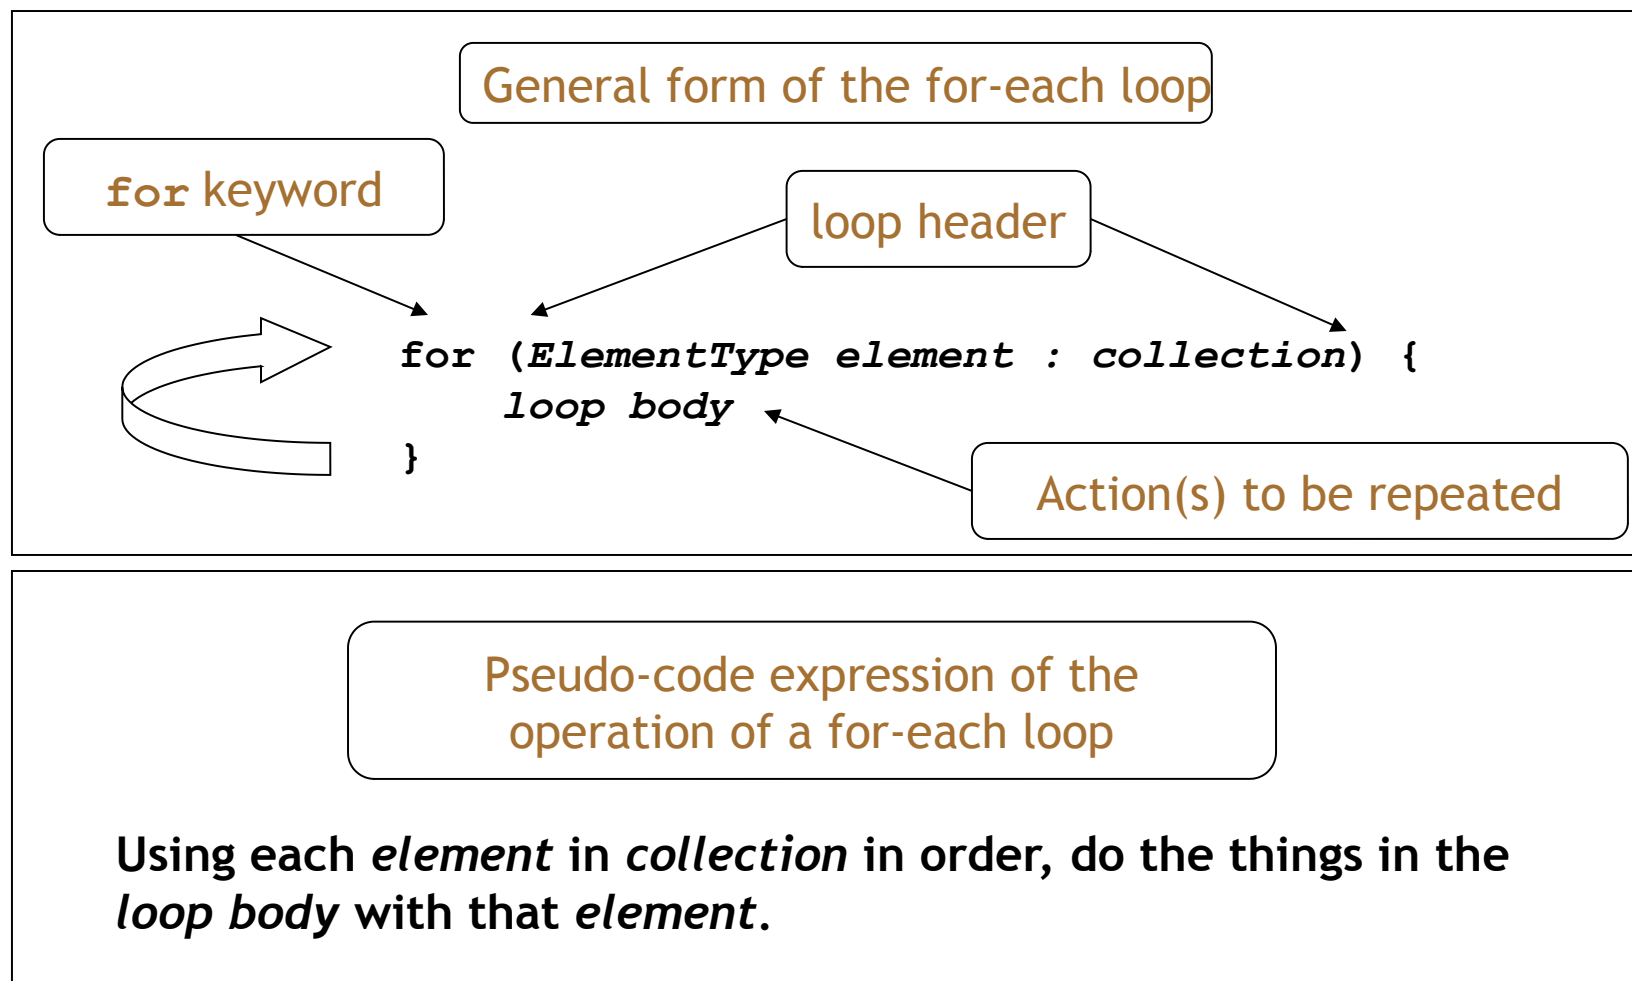 General form of the for-each loop
for keyword
loop header
for (ElementType element : collection) {
loop body
}
Action(s) to be repeated
Pseudo-code expression of the
operation of a for-each loop
Using each element in collection in order, do the things in the
loop body with that element.